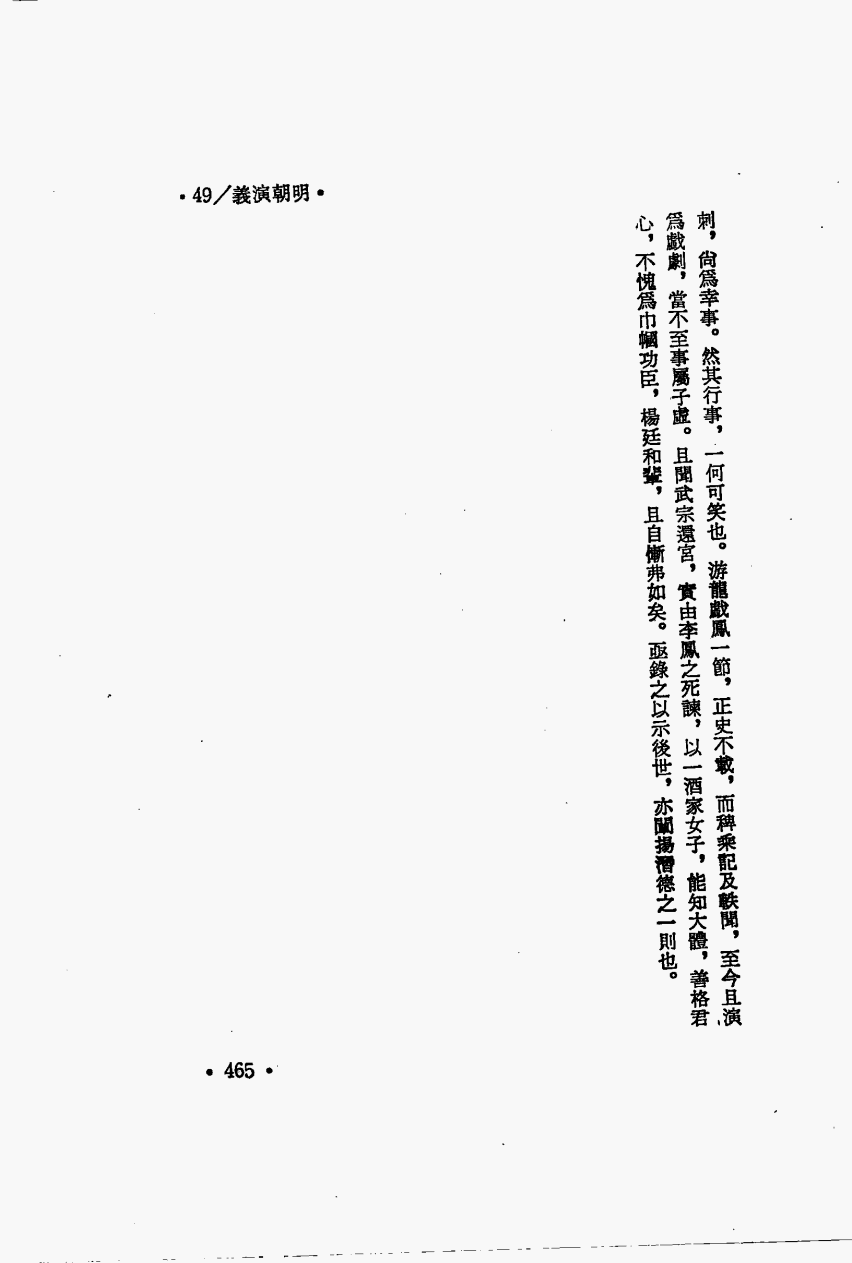 •49/義演朝明•
刺，尙爲幸事。然其行事，一何可笑也。游龍戲鳳一節，正史不載，而稗乘記及軼聞，至今且演
爲戲劇，當不至事屬子虛。且聞武宗還宮，實由李鳳之死諫，以一酒家女子，能知大體，善格君
心，不愧爲巾幗功臣，楊廷和輩，且自慚弗如矣。亟錄之以示後世，亦闡揚潛德之一則也。
•465•